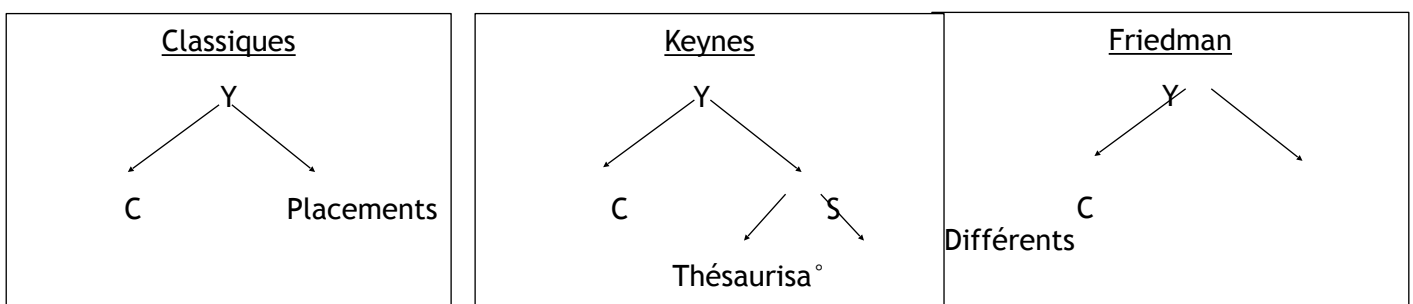 Classiques
Y
C Placements
Keynes
Y
C S
Thésaurisa°
Friedman
Y
C
Différents